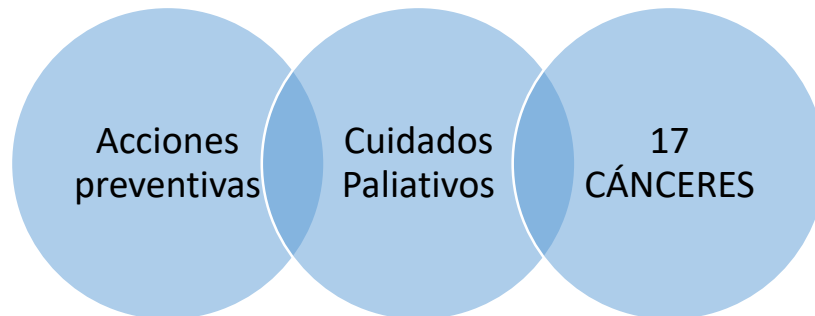 Acciones
preventivas
Cuidados
Paliativos
17
CÁNCERES